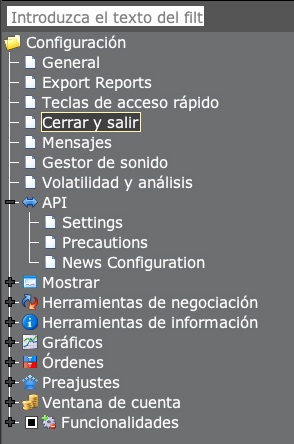 Introduzca el texto del filt
Configuración
General
Export Reports
Teclas de acceso rápido
Cerrar y salir
Mensajes
Gestor de sonido
Volatilidad y análisis
API
Settings
Precautions
News Configuration
Mostrar
Herramientas de negociación
Herramientas de información
Gráficos
Órdenes
Preajustes
Ventana de cuenta
Funcionalidades